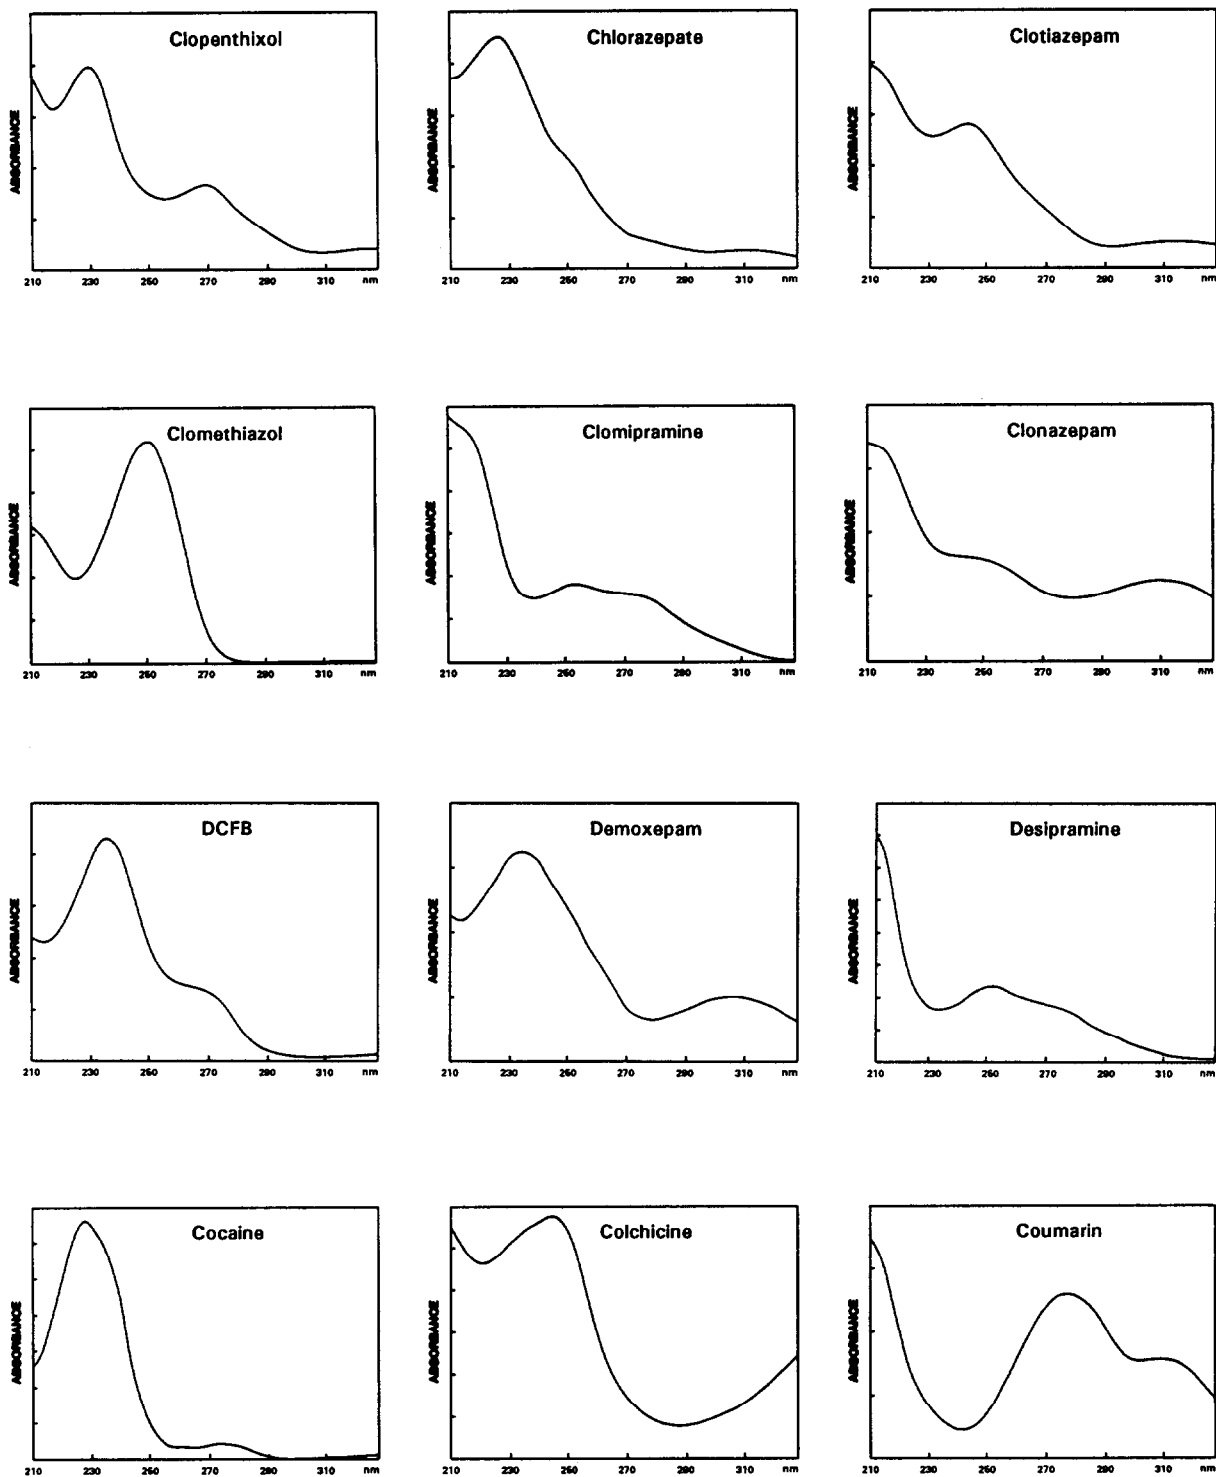 Clopenthixol
ABSORBANCE
210 230 250 270 290 310 nm
Chlorazepate
ABSORBANCE
210 230 250 270 290 310 nm
Clotiazepam
ABSORBANCE
210 230 250 270 290 310 nm
Clomethiazol
ABSORBANCE
210 230 250 270 290 310 nm
Clomipramine
ABSORBANCE
210 230 250 270 290 310 nm
Clonazepam
ABSORBANCE
210 230 250 270 290 310 nm
DCFB
ABSORBANCE
210 230 250 270 290 310 nm
Demoxepam
ABSORBANCE
210 230 250 270 290 310 nm
Desipramine
ABSORBANCE
210 230 250 270 290 310 nm
Cocaine
ABSORBANCE
210 230 250 270 290 310 nm
Colchicine
ABSORBANCE
210 230 250 270 290 310 nm
Coumarin
ABSORBANCE
210 230 250 270 290 310 nm